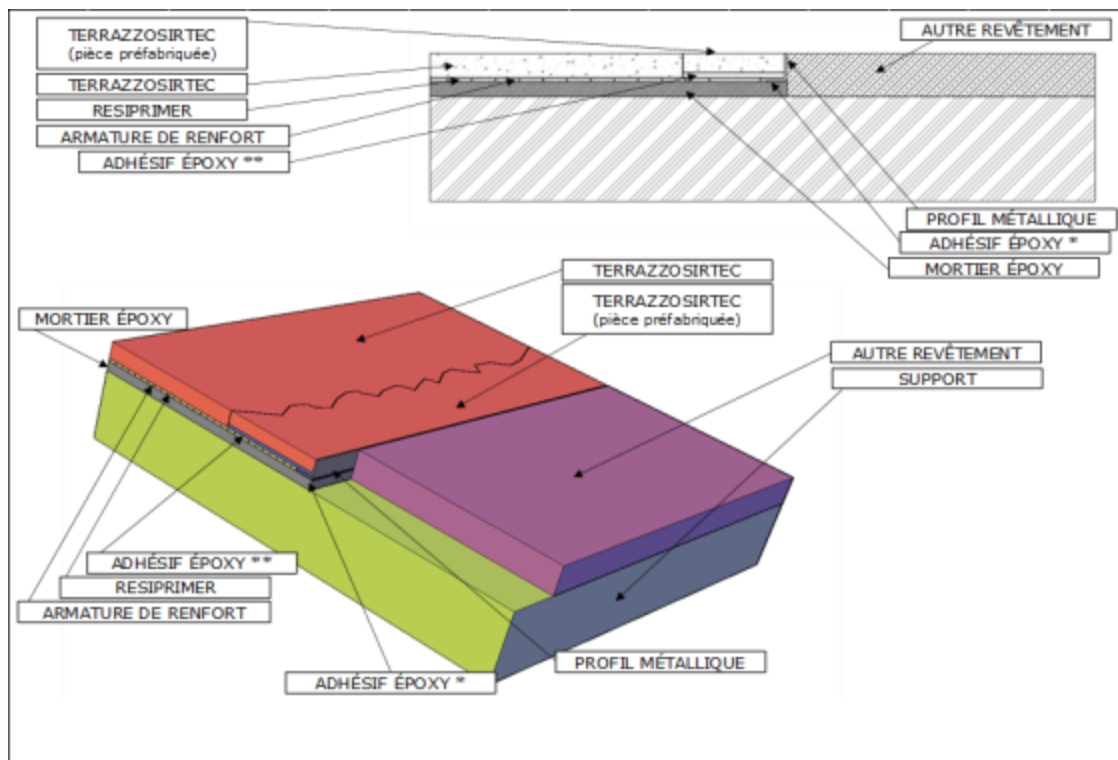 TERRAZZOSIRTEC
(pièce préfabriquée)
TERRAZZOSIRTEC
RESIPRIMER
ARMATURE DE RENFORT
ADHÉSIF ÉPOXY **
AUTRE REVÊTEMENT
PROFIL MÉTALLIQUE
ADHÉSIF ÉPOXY *
MORTIER ÉPOXY
TERRAZZOSIRTEC
TERRAZZOSIRTEC
(pièce préfabriquée)
MORTIER ÉPOXY
AUTRE REVÊTEMENT
SUPPORT
ADHÉSIF ÉPOXY **
RESIPRIMER
ARMATURE DE RENFORT
PROFIL MÉTALLIQUE
ADHÉSIF ÉPOXY *